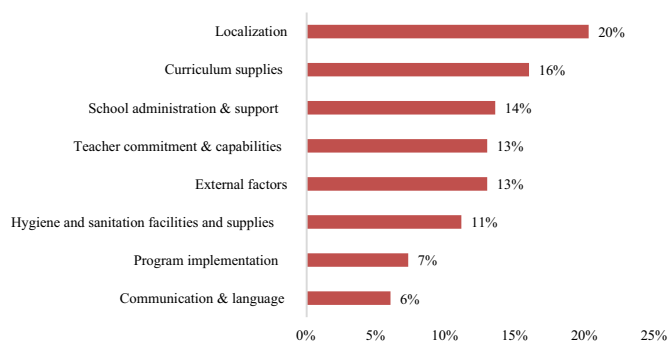 Localization 20%
Curriculum supplies 16%
School administration & support 14%
Teacher commitment & capabilities 13%
External factors 13%
Hygiene and sanitation facilities and supplies 11%
Program implementation 7%
Communication & language 6%
0% 5% 10% 15% 20% 25%